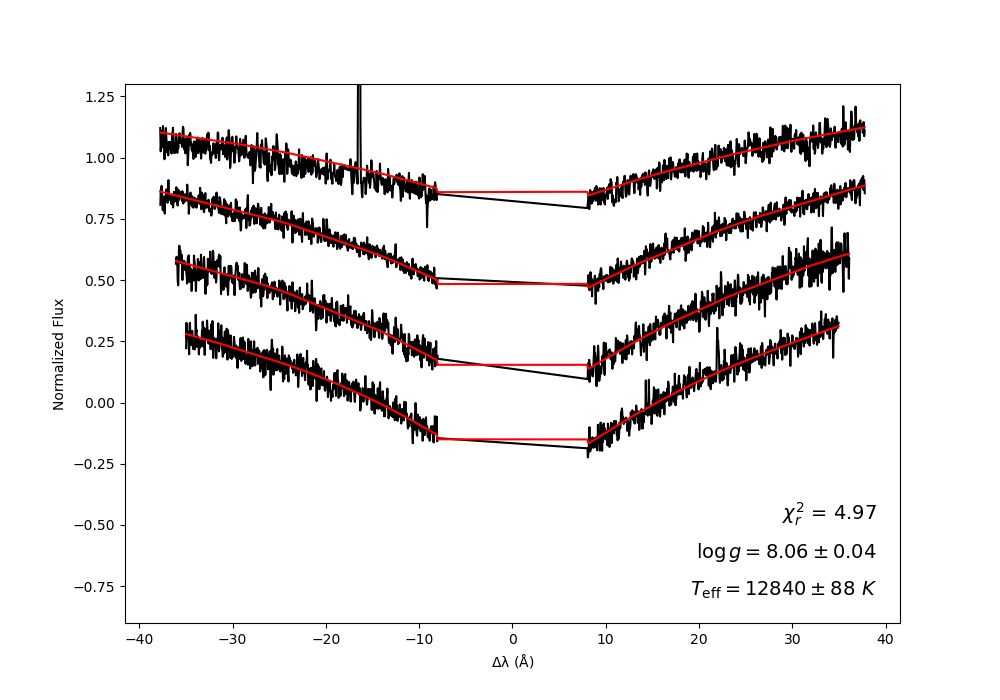 1.25
1.00
0.75
0.50
0.25
0.00
−0.25
−0.50
−0.75
Normalized Flux
χ²ᵣ = 4.97
log g = 8.06 ± 0.04
T_eff = 12840 ± 88 K
−40 −30 −20 −10 0 10 20 30 40
Δλ (Å)